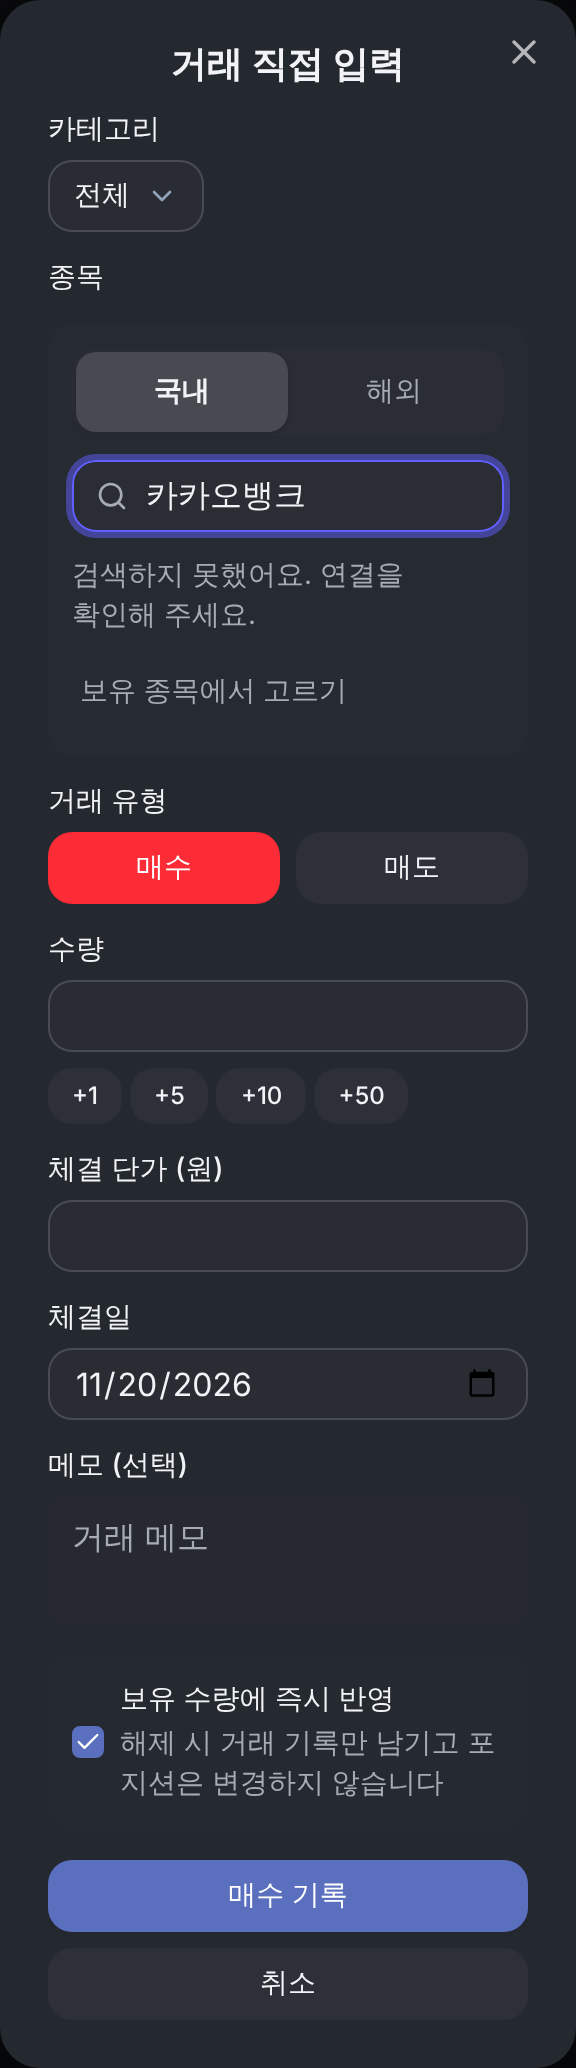 거래 직접 입력
카테고리
전체
종목
국내 해외
카카오뱅크
검색하지 못했어요. 연결을
확인해 주세요.
보유 종목에서 고르기
거래 유형
매수 매도
수량
+1 +5 +10 +50
체결 단가 (원)
체결일
11/20/2026
메모 (선택)
거래 메모
보유 수량에 즉시 반영
해제 시 거래 기록만 남기고 포
지션은 변경하지 않습니다
매수 기록
취소